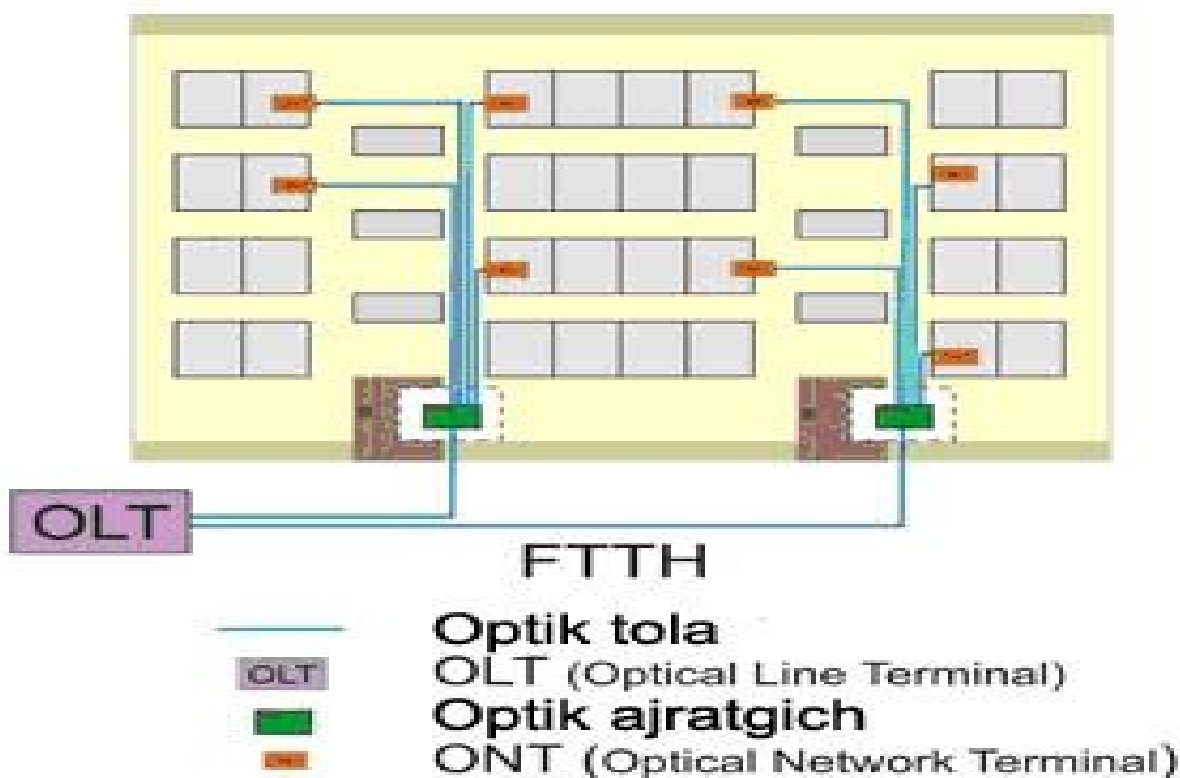 OLT
FTTH
Optik tola
OLT OLT (Optical Line Terminal)
Optik ajratgich
ONT (Optical Network Terminal)